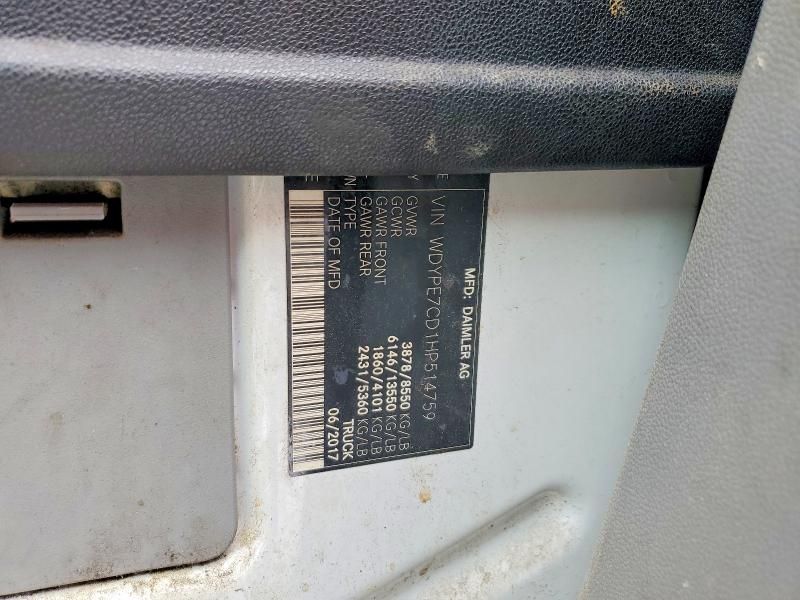 MFD: DAIMLER AG
VIN WDYPE7CD1HP514759
GVWR 3878/8550 KG/LB
GCWR 6146/13550 KG/LB
GAWR FRONT 1860/4101 KG/LB
GAWR REAR 2431/5360 KG/LB
TYPE TRUCK
DATE OF MFD 06/2017